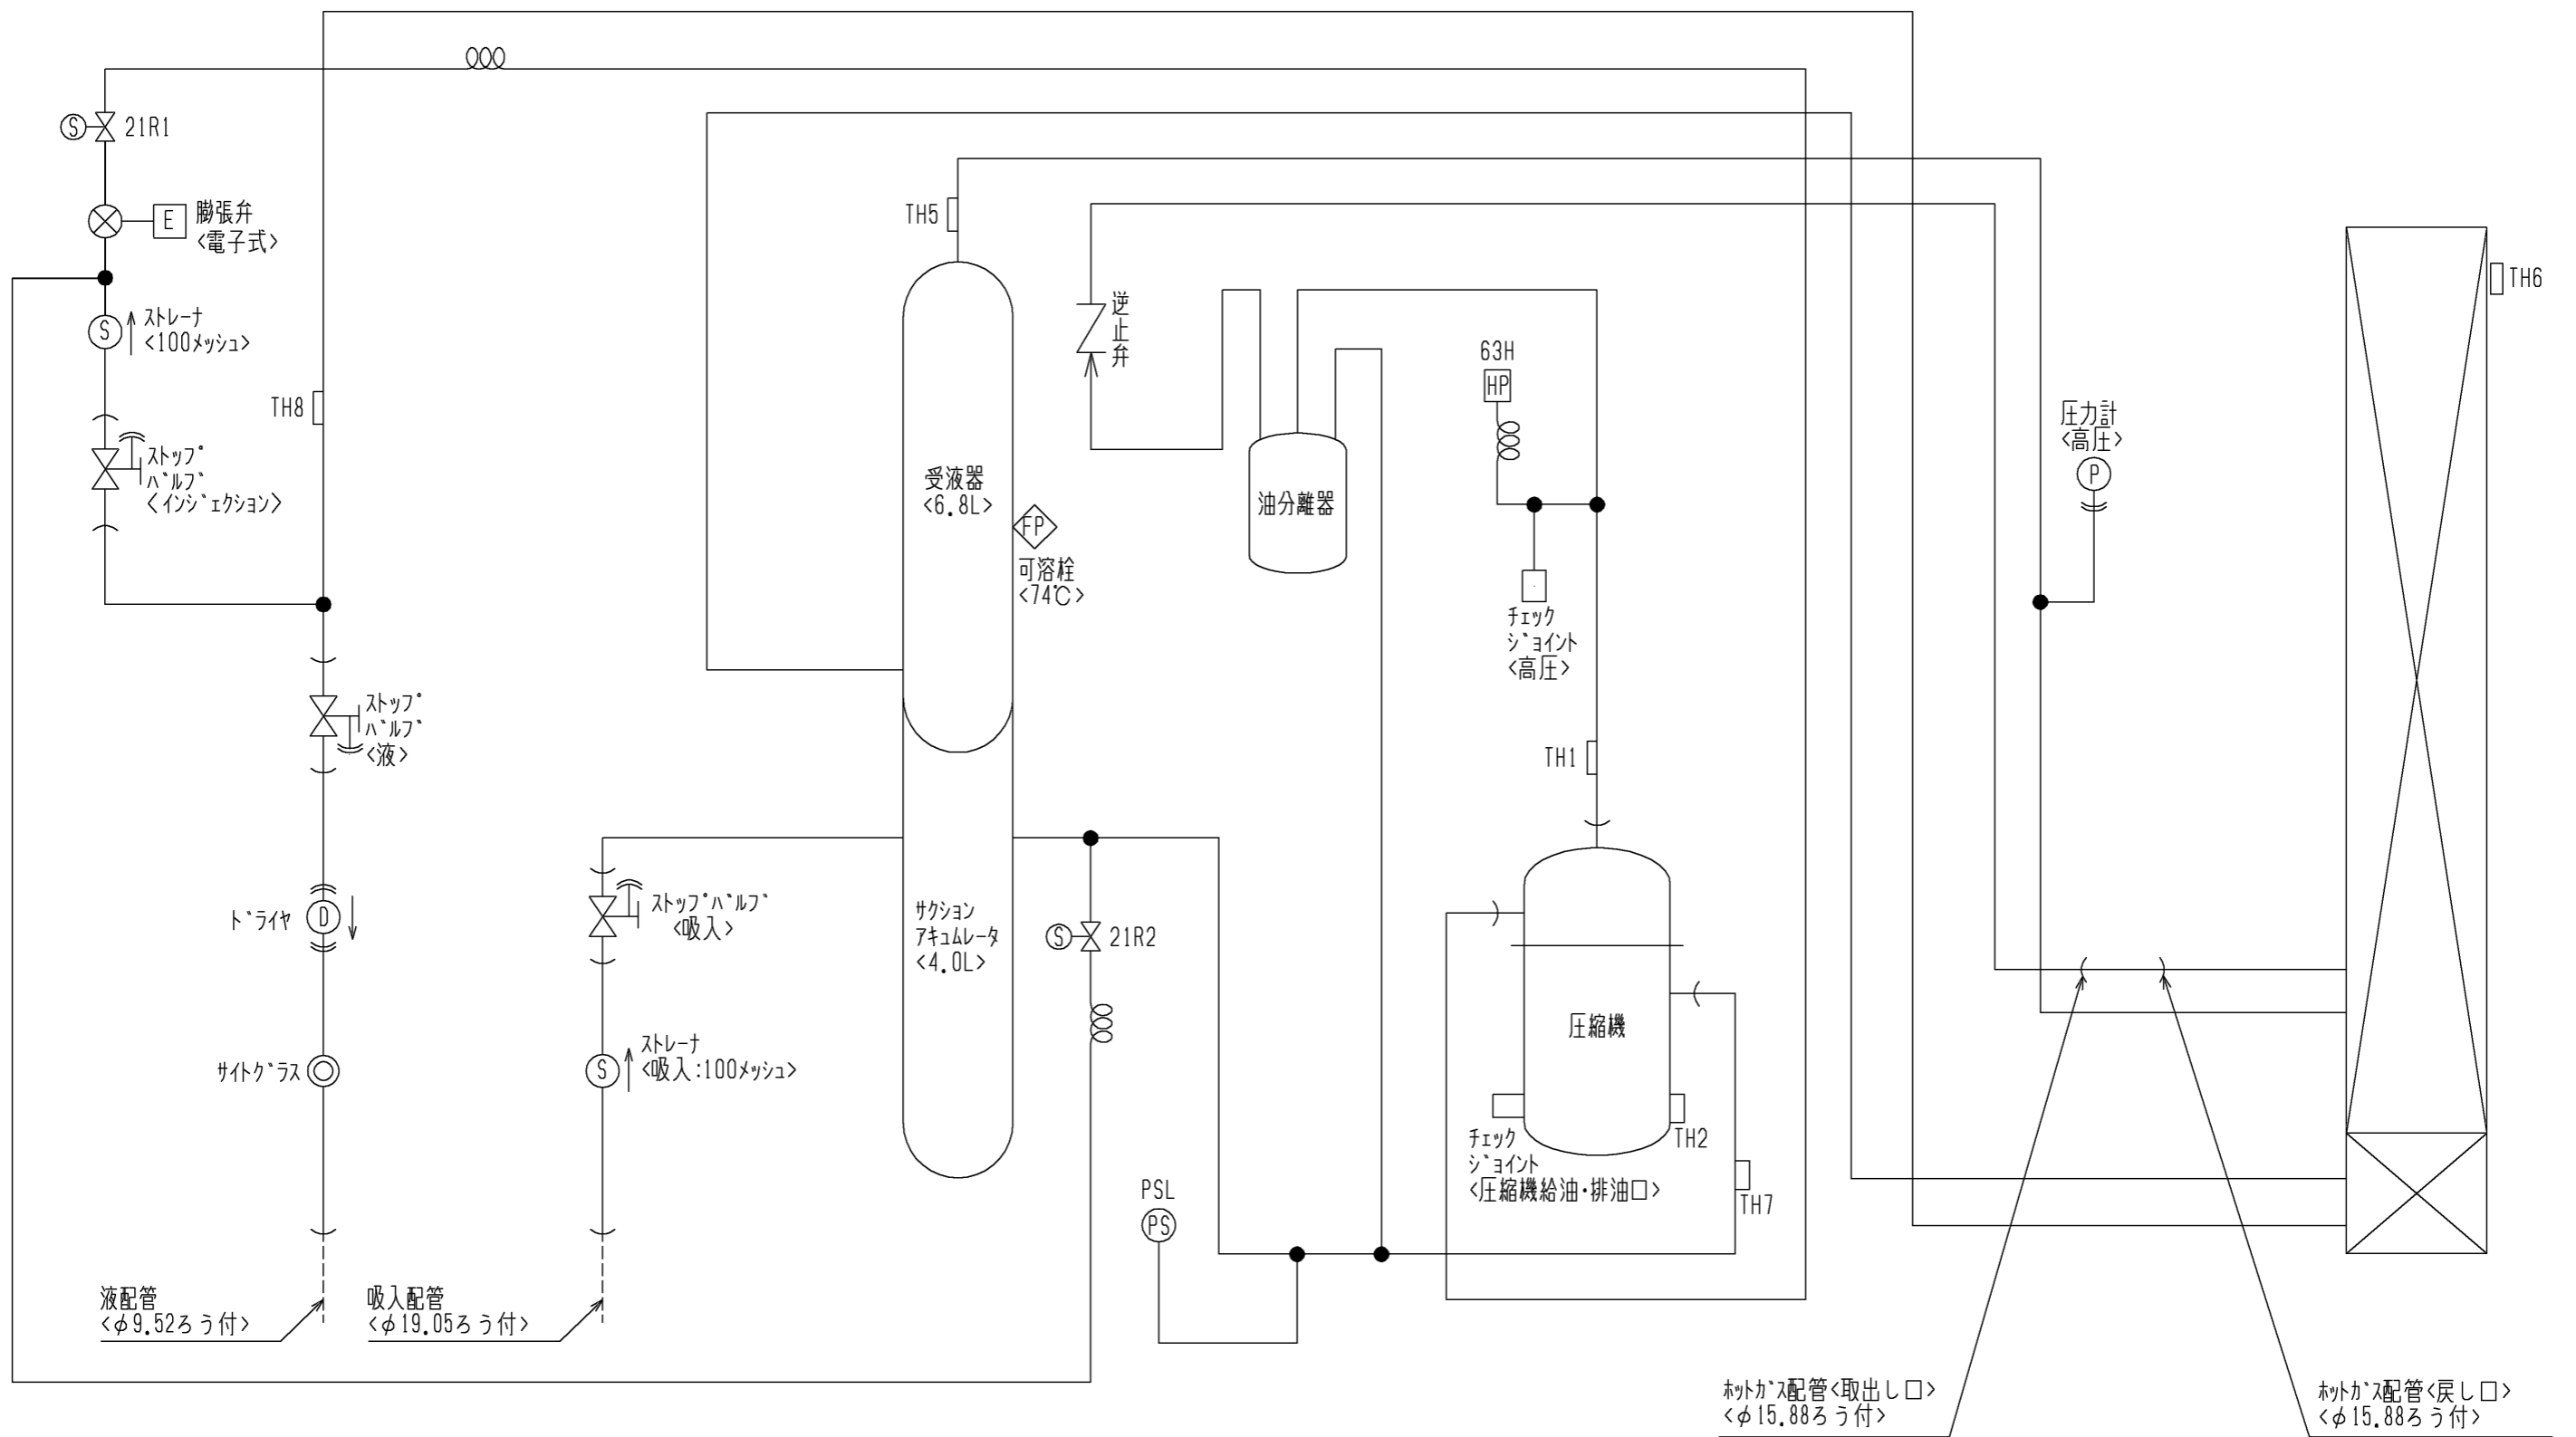 21R1
S
膨張弁
<電子式>
E
ストレーナ
<100メッシュ>
S
TH8
ストップ
バルブ
<インジェクション>
ストップ
バルブ
<液>
ドライヤ
D
サイトグラス
液配管
<φ9.52ろう付>
吸入配管
<φ19.05ろう付>
ストップバルブ
<吸入>
ストレーナ
<吸入:100メッシュ>
S
TH5
受液器
<6.8L>
FP
可溶栓
<74℃>
サクション
アキュムレータ
<4.0L>
S
21R2
逆止弁
油分離器
63H
HP
チェック
ジョイント
<高圧>
TH1
圧縮機
チェック
ジョイント
<圧縮機給油・排油口>
TH2
TH7
PSL
PS
圧力計
<高圧>
P
TH6
ホットガス配管<取出し口>
<φ15.88ろう付>
ホットガス配管<戻し口>
<φ15.88ろう付>